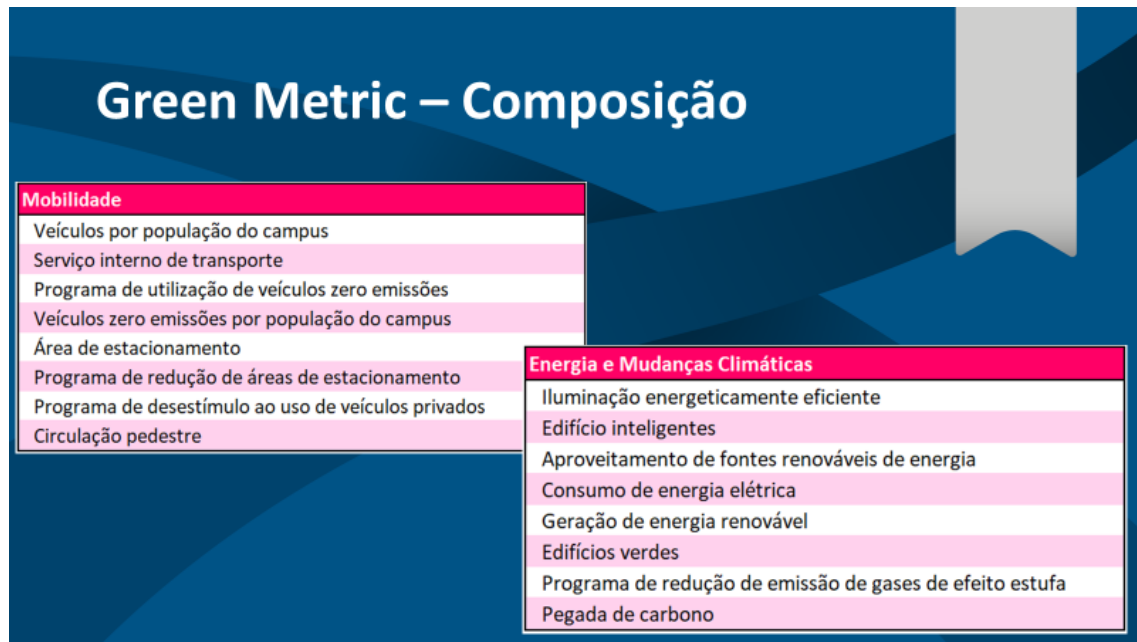 Green Metric – Composição
Mobilidade
Veículos por população do campus
Serviço interno de transporte
Programa de utilização de veículos zero emissões
Veículos zero emissões por população do campus
Área de estacionamento
Programa de redução de áreas de estacionamento
Programa de desestímulo ao uso de veículos privados
Circulação pedestre
Energia e Mudanças Climáticas
Iluminação energeticamente eficiente
Edifício inteligentes
Aproveitamento de fontes renováveis de energia
Consumo de energia elétrica
Geração de energia renovável
Edifícios verdes
Programa de redução de emissão de gases de efeito estufa
Pegada de carbono